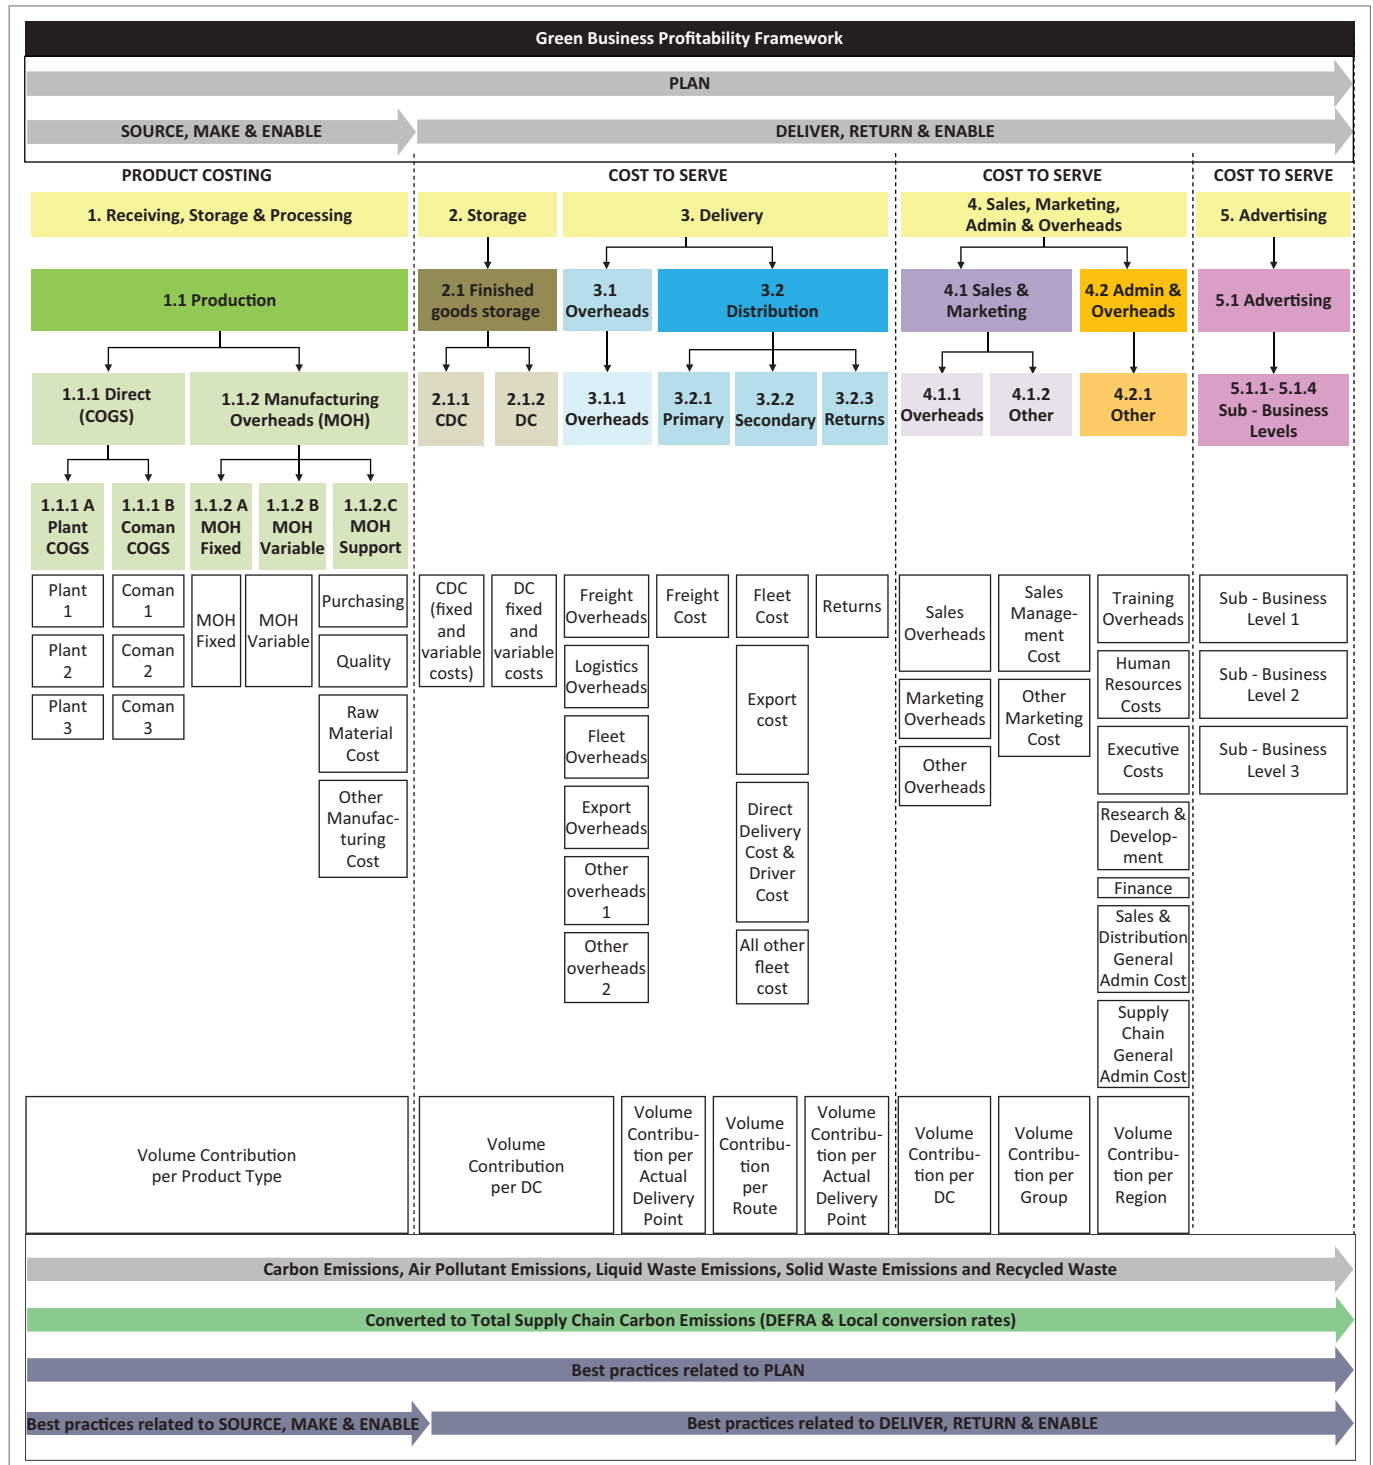 Green Business Profitability Framework
PLAN
SOURCE, MAKE & ENABLE
DELIVER, RETURN & ENABLE
PRODUCT COSTING
COST TO SERVE
COST TO SERVE
COST TO SERVE
1. Receiving, Storage & Processing
2. Storage
3. Delivery
4. Sales, Marketing,
Admin & Overheads
5. Advertising
1.1 Production
2.1 Finished
goods storage
3.1
Overheads
3.2
Distribution
4.1 Sales &
Marketing
4.2 Admin &
Overheads
5.1 Advertising
1.1.1 Direct
(COGS)
1.1.2 Manufacturing
Overheads (MOH)
2.1.1
CDC
2.1.2
DC
3.1.1
Overheads
3.2.1
Primary
3.2.2
Secondary
3.2.3
Returns
4.1.1
Overheads
4.1.2
Other
4.2.1
Other
5.1.1- 5.1.4
Sub - Business
Levels
1.1.1 A
Plant
COGS
1.1.1 B
Coman
COGS
1.1.2 A
MOH
Fixed
1.1.2 B
MOH
Variable
1.1.2.C
MOH
Support
Plant
1
Plant
2
Plant
3
Coman
1
Coman
2
Coman
3
MOH
Fixed
MOH
Variable
Purchasing
Quality
Raw
Material
Cost
Other
Manufac-
turing
Cost
CDC
(fixed
and
variable
costs)
DC
fixed
and
variable
costs
Freight
Overheads
Logistics
Overheads
Fleet
Overheads
Export
Overheads
Other
overheads
1
Other
overheads
2
Freight
Cost
Fleet
Cost
Export
cost
Direct
Delivery
Cost &
Driver
Cost
All other
fleet
cost
Returns
Sales
Overheads
Marketing
Overheads
Other
Overheads
Sales
Manage-
ment
Cost
Other
Marketing
Cost
Training
Overheads
Human
Resources
Costs
Executive
Costs
Research &
Develop-
ment
Finance
Sales &
Distribution
General
Admin Cost
Supply
Chain
General
Admin Cost
Sub - Business
Level 1
Sub - Business
Level 2
Sub - Business
Level 3
Volume Contribution
per Product Type
Volume
Contribution
per DC
Volume
Contribu-
tion per
Actual
Delivery
Point
Volume
Contribu-
tion
per
Route
Volume
Contribu-
tion per
Actual
Delivery
Point
Volume
Contribu-
tion per
DC
Volume
Contribu-
tion per
Group
Volume
Contribu-
tion per
Region
Carbon Emissions, Air Pollutant Emissions, Liquid Waste Emissions, Solid Waste Emissions and Recycled Waste
Converted to Total Supply Chain Carbon Emissions (DEFRA & Local conversion rates)
Best practices related to PLAN
Best practices related to SOURCE, MAKE & ENABLE
Best practices related to DELIVER, RETURN & ENABLE